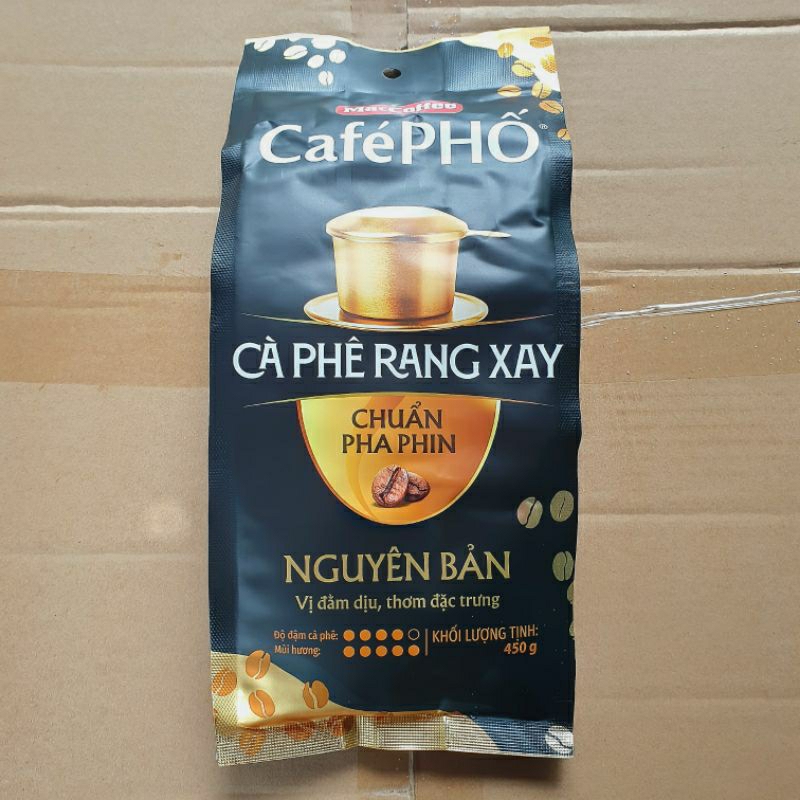 MacCoffee
CaféPHỐ®
CÀ PHÊ RANG XAY
CHUẨN
PHA PHIN
NGUYÊN BẢN
Vị đằm dịu, thơm đặc trưng
Độ đậm cà phê:
Mùi hương:
KHỐI LƯỢNG TỊNH:
450 g